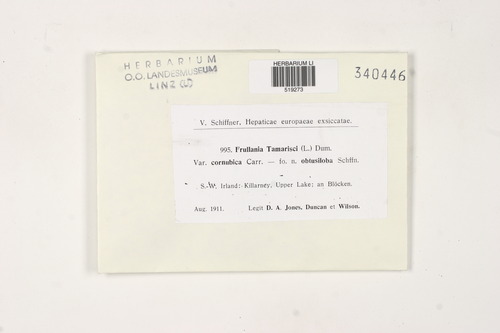 HERBARIUM
O.O. LANDESMUSEUM
LINZ (LI)
HERBARIUM LI
519273
340446
V. Schiffner, Hepaticae europaeae exsiccatae.
995. Frullania Tamarisci (L.) Dum.
Var. cornubica Carr. — fo. n. obtusiloba Schffn.
S.-W. Irland: Killarney, Upper Lake; an Blöcken.
Aug. 1911.
Legit D. A. Jones, Duncan et Wilson.